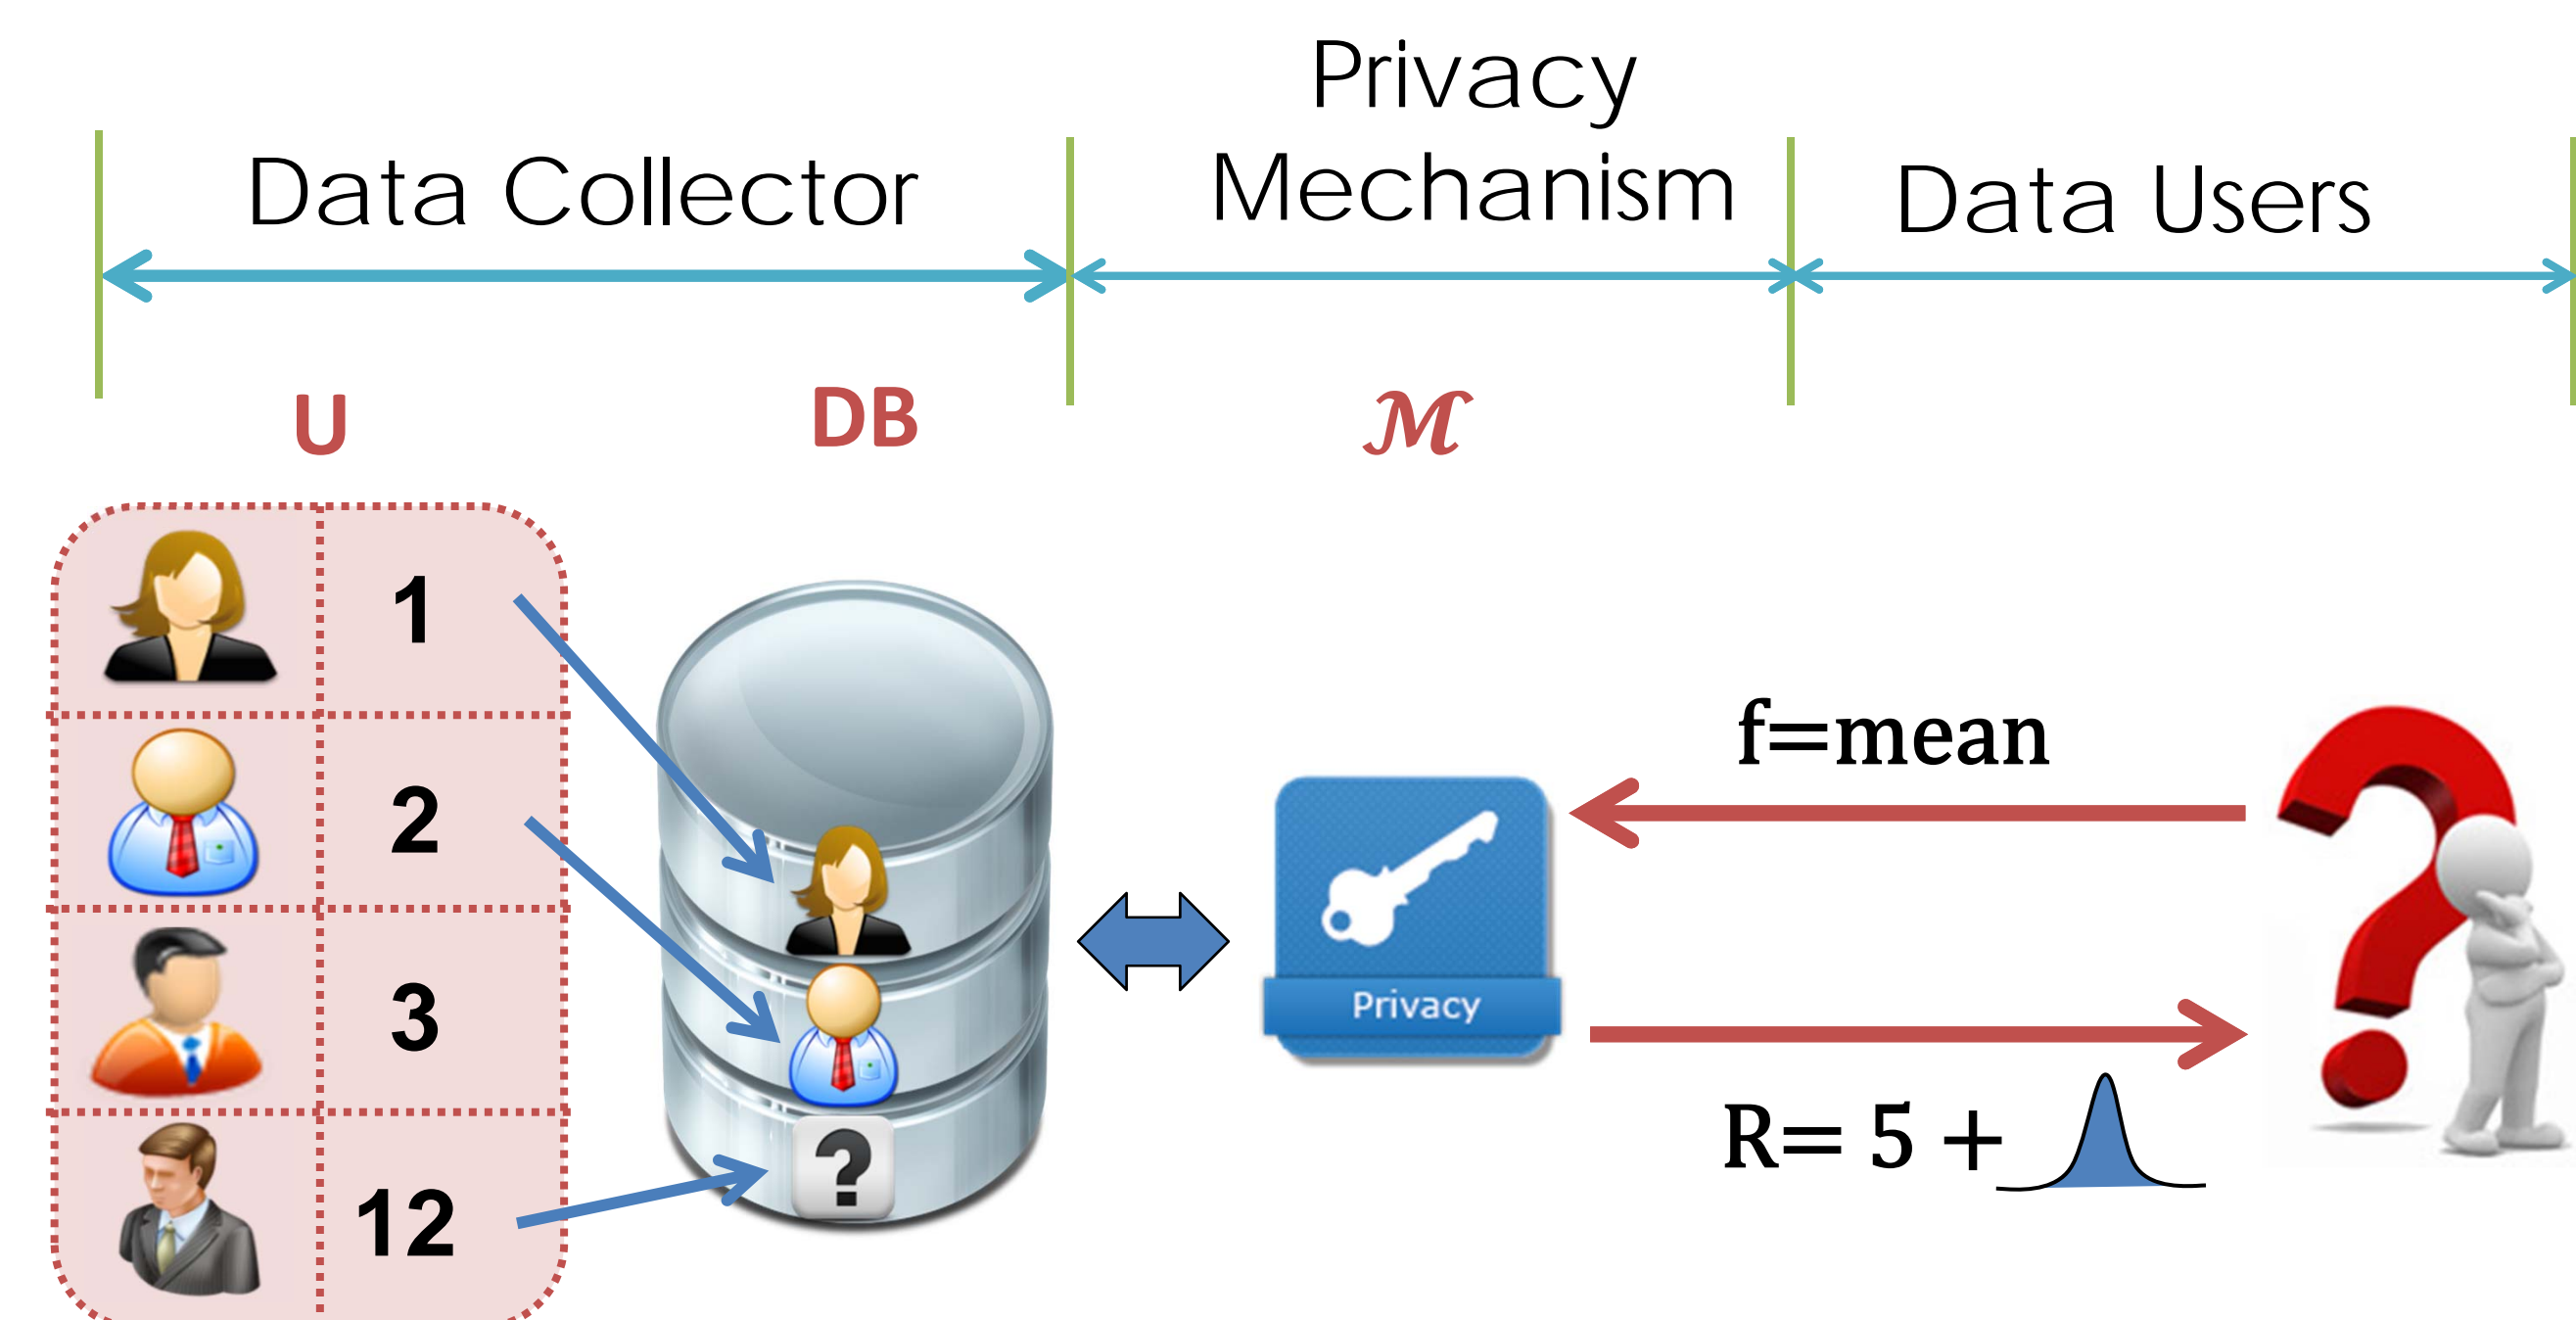 Privacy
Data Collector
Mechanism
Data Users
U
DB
ℳ
1
2
3
12
?
Privacy
f=mean
R= 5 +
?